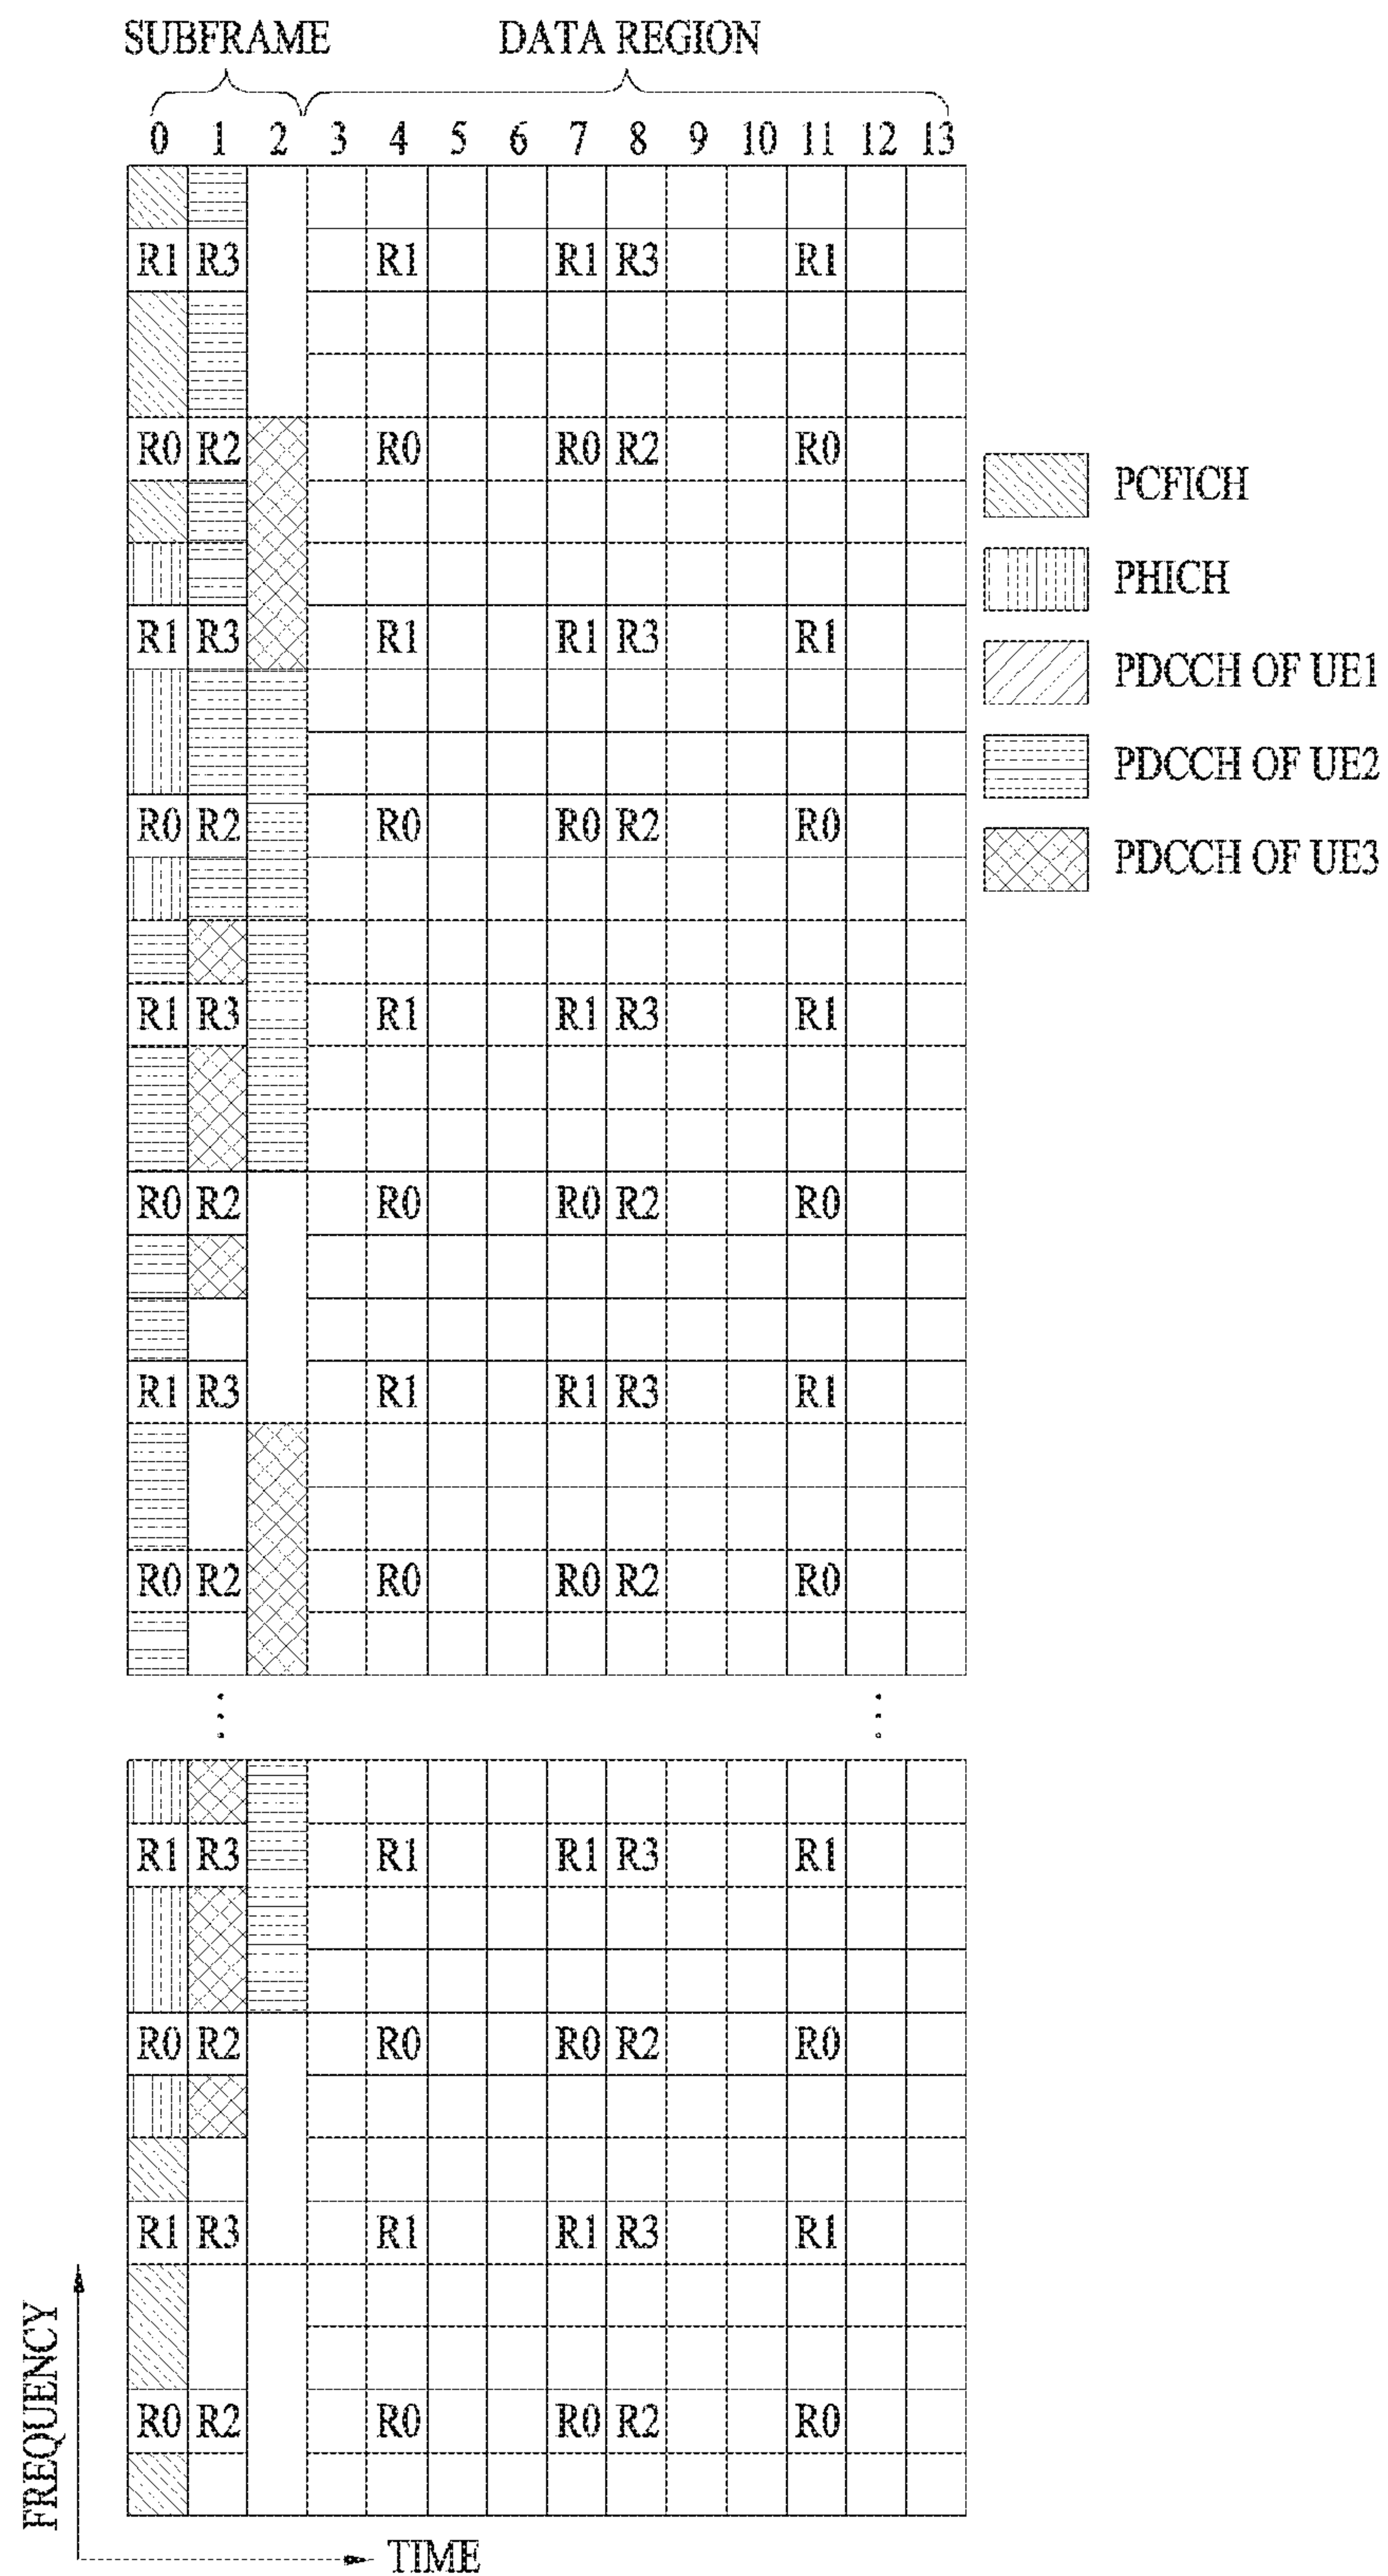 SUBFRAME DATA REGION
0 1 2 3 4 5 6 7 8 9 10 11 12 13
R1 R3 R1 R1 R3 R1
R0 R2 R0 R0 R2 R0
PCFICH
PHICH
R1 R3 R1 R1 R3 R1
PDCCH OF UE1
PDCCH OF UE2
R0 R2 R0 R0 R2 R0
PDCCH OF UE3
R1 R3 R1 R1 R3 R1
R0 R2 R0 R0 R2 R0
R1 R3 R1 R1 R3 R1
R0 R2 R0 R0 R2 R0
R1 R3 R1 R1 R3 R1
R0 R2 R0 R0 R2 R0
R1 R3 R1 R1 R3 R1
R0 R2 R0 R0 R2 R0
FREQUENCY
TIME